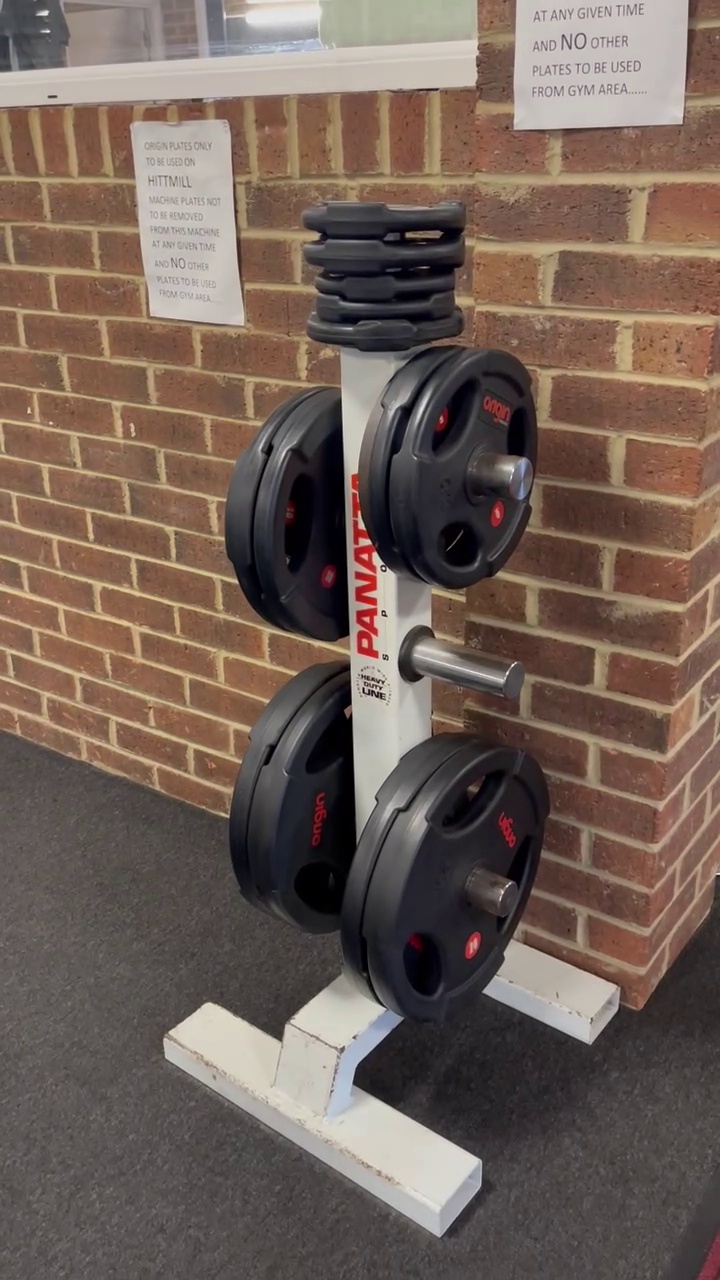 AT ANY GIVEN TIME
AND NO OTHER
PLATES TO BE USED
FROM GYM AREA......
ORIGIN PLATES ONLY
TO BE USED ON
HITTMILL
MACHINE PLATES NOT
TO BE REMOVED
FROM THIS MACHINE
AT ANY GIVEN TIME
AND NO OTHER
PLATES TO BE USED
FROM GYM AREA...
origin
PANATTA
SPO
HEAVY
DUTY
LINE
origin
origin